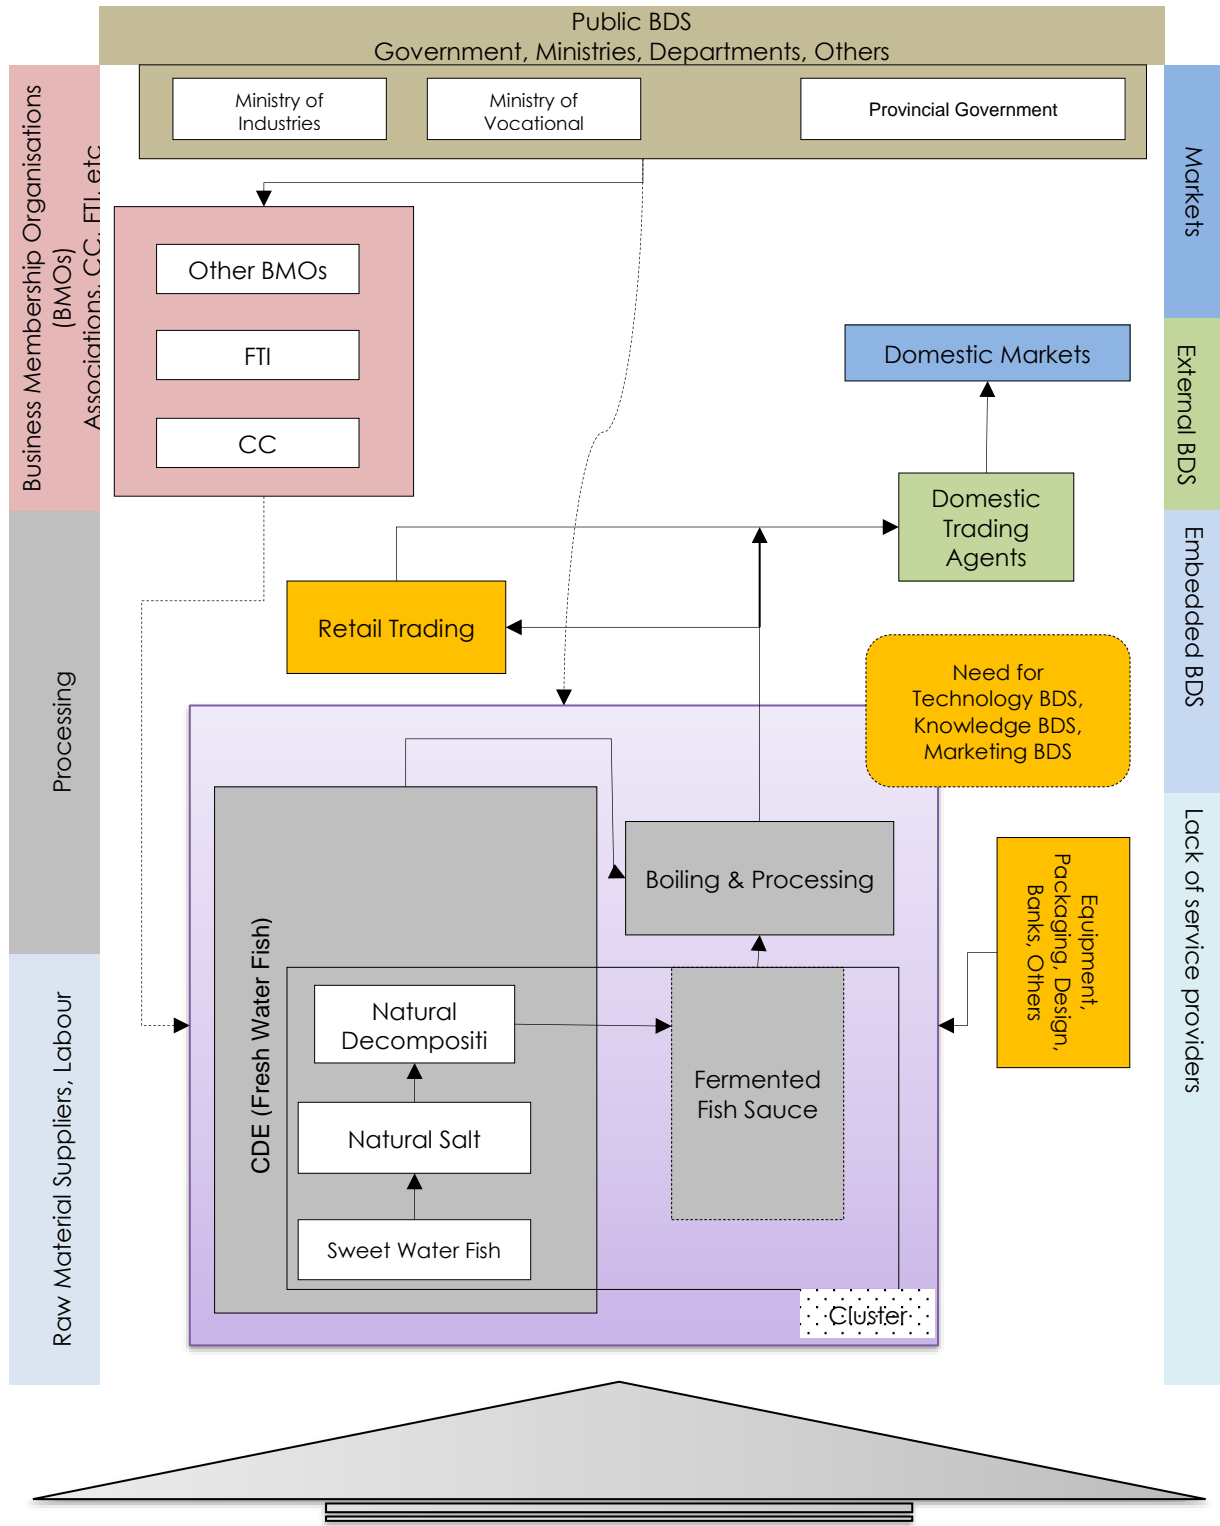 Public BDS
Government, Ministries, Departments, Others
Ministry of
Industries
Ministry of
Vocational
Provincial Government
Business Membership Organisations
(BMOs)
Associations, CC, FTI, etc
Processing
Raw Material Suppliers, Labour
Other BMOs
FTI
CC
Markets
External BDS
Embedded BDS
Lack of service providers
Domestic Markets
Domestic
Trading
Agents
Retail Trading
Need for
Technology BDS,
Knowledge BDS,
Marketing BDS
Boiling & Processing
Equipment,
Packaging, Design,
Banks, Others
CDE (Fresh Water Fish)
Natural
Decompositi
Natural Salt
Sweet Water Fish
Fermented
Fish Sauce
Cluster